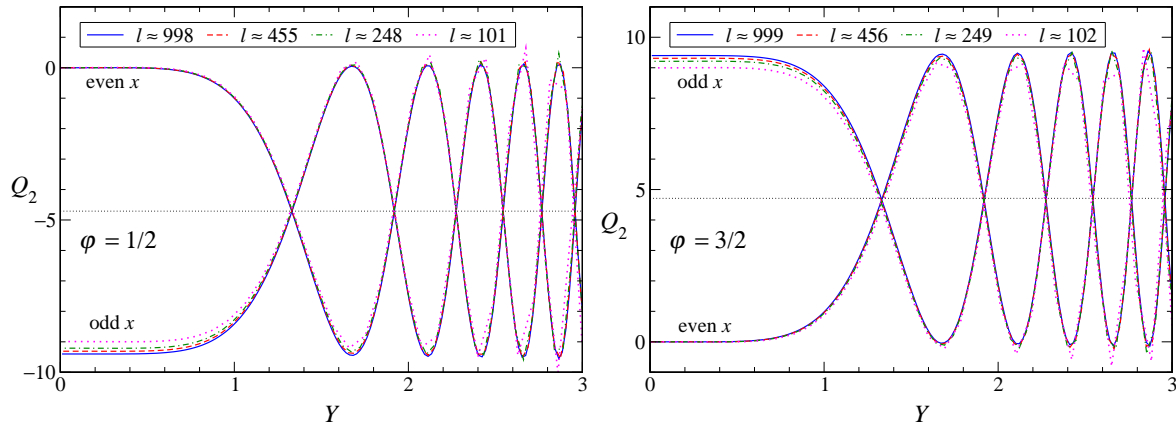 l ≈ 998 l ≈ 455 l ≈ 248 l ≈ 101
0
even x
Q₂
−5
φ = 1/2
odd x
−10
0 1 2 3
Y
l ≈ 999 l ≈ 456 l ≈ 249 l ≈ 102
10
odd x
5
Q₂
φ = 3/2
even x
0
0 1 2 3
Y